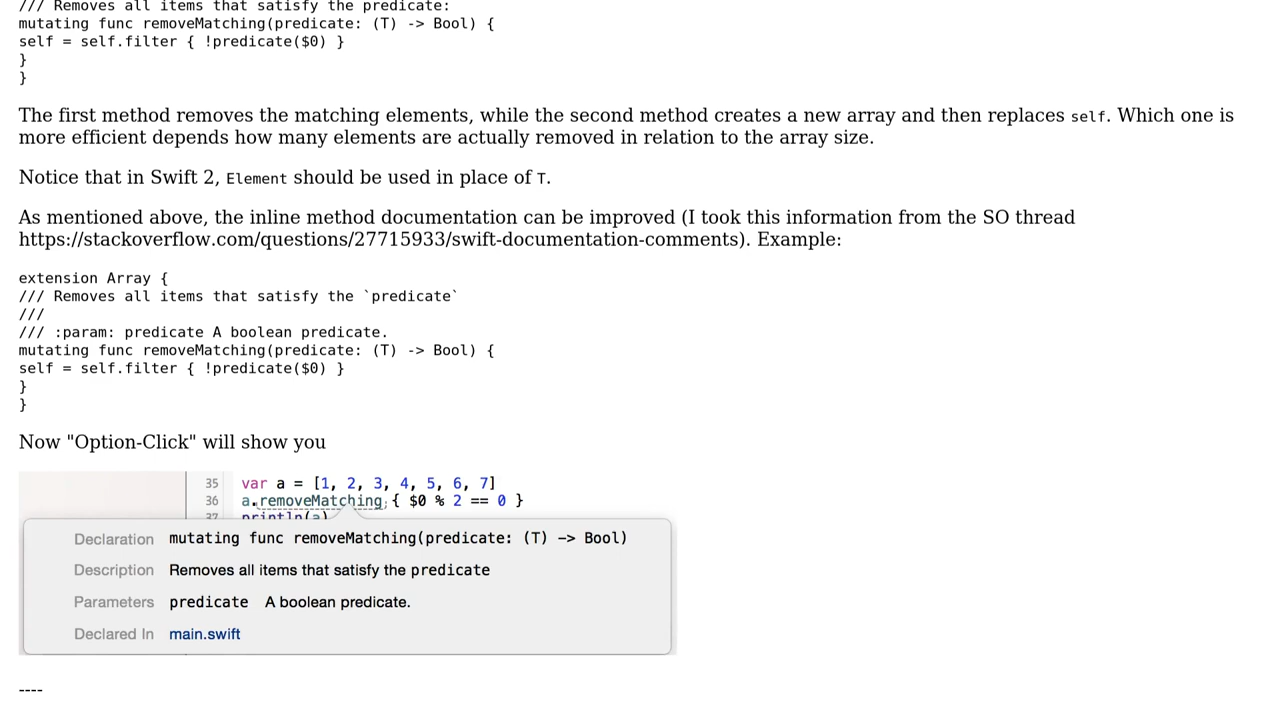 /// Removes all items that satisfy the predicate:
mutating func removeMatching(predicate: (T) -> Bool) {
self = self.filter { !predicate($0) }
}
}
The first method removes the matching elements, while the second method creates a new array and then replaces self. Which one is
more efficient depends how many elements are actually removed in relation to the array size.
Notice that in Swift 2, Element should be used in place of T.
As mentioned above, the inline method documentation can be improved (I took this information from the SO thread
https://stackoverflow.com/questions/27715933/swift-documentation-comments). Example:
extension Array {
/// Removes all items that satisfy the `predicate`
///
/// :param: predicate A boolean predicate.
mutating func removeMatching(predicate: (T) -> Bool) {
self = self.filter { !predicate($0) }
}
}
Now "Option-Click" will show you
35 var a = [1, 2, 3, 4, 5, 6, 7]
36 a.removeMatching { $0 % 2 == 0 }
37 println(a)
Declaration mutating func removeMatching(predicate: (T) -> Bool)
Description Removes all items that satisfy the predicate
Parameters predicate A boolean predicate.
Declared In main.swift
----